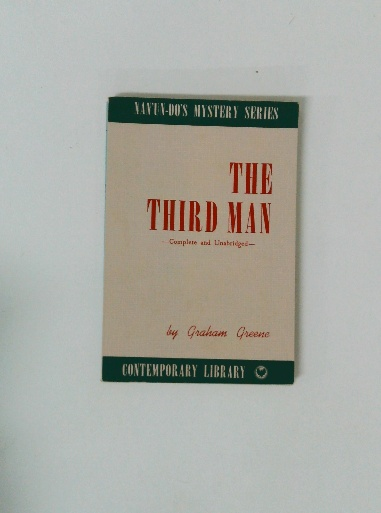 NAN'UN-DO'S MYSTERY SERIES
THE
THIRD MAN
—Complete and Unabridged—
by Graham Greene
CONTEMPORARY LIBRARY